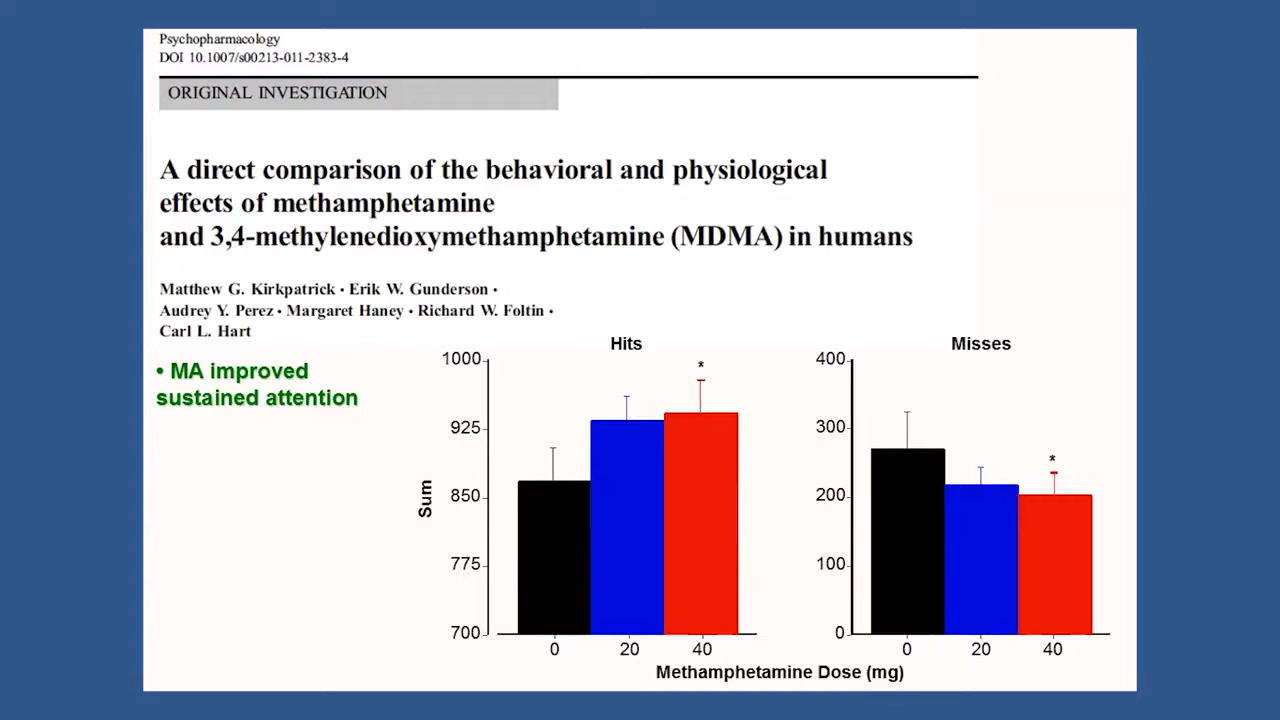 Psychopharmacology
DOI 10.1007/s00213-011-2383-4
ORIGINAL INVESTIGATION
A direct comparison of the behavioral and physiological
effects of methamphetamine
and 3,4-methylenedioxymethamphetamine (MDMA) in humans
Matthew G. Kirkpatrick • Erik W. Gunderson •
Audrey Y. Perez • Margaret Haney • Richard W. Foltin •
Carl L. Hart
• MA improved
sustained attention
Hits
1000
925
850
775
700
Sum
*
0 20 40
Misses
400
300
200
100
0
*
0 20 40
Methamphetamine Dose (mg)